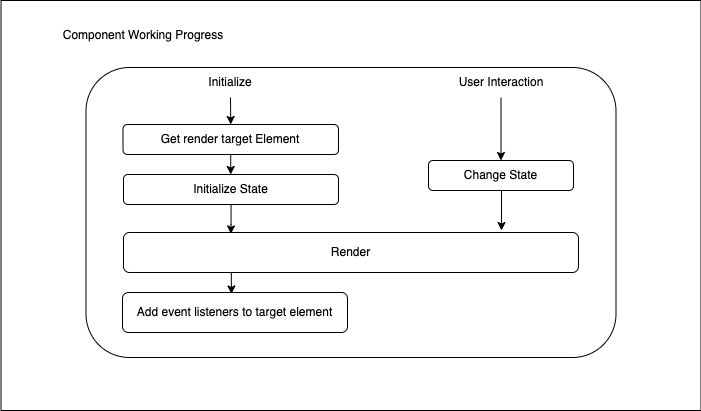 Component Working Progress
Initialize
User Interaction
Get render target Element
Change State
Initialize State
Render
Add event listeners to target element